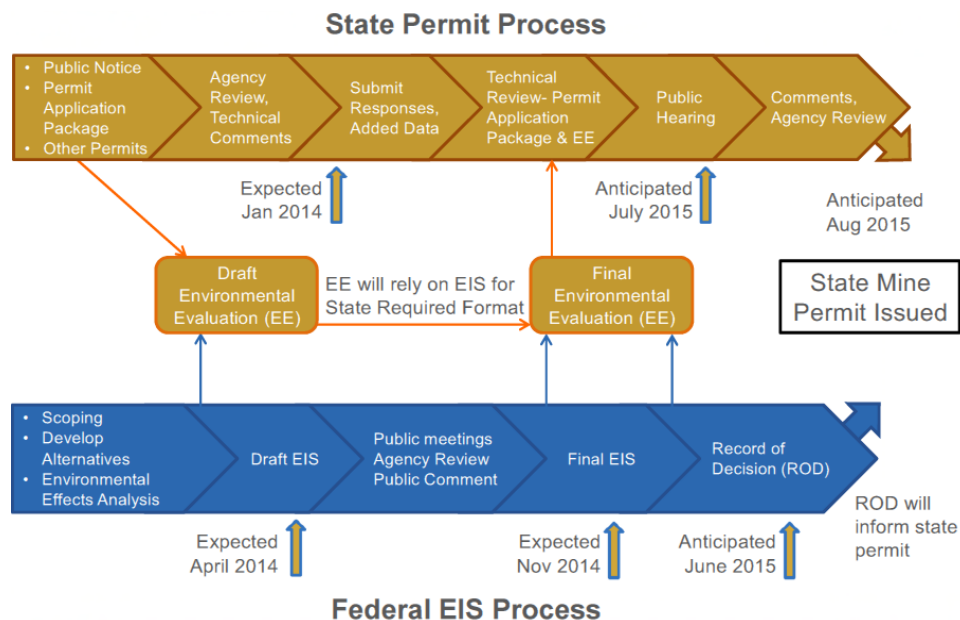 State Permit Process
• Public Notice
• Permit
Application
Package
• Other Permits
Agency
Review,
Technical
Comments
Submit
Responses,
Added Data
Technical
Review- Permit
Application
Package & EE
Public
Hearing
Comments,
Agency Review
Expected
Jan 2014
Anticipated
July 2015
Anticipated
Aug 2015
Draft
Environmental
Evaluation (EE)
EE will rely on EIS for
State Required Format
Final
Environmental
Evaluation (EE)
State Mine
Permit Issued
• Scoping
• Develop
Alternatives
• Environmental
Effects Analysis
Draft EIS
Public meetings
Agency Review
Public Comment
Final EIS
Record of
Decision (ROD)
ROD will
inform state
permit
Expected
April 2014
Expected
Nov 2014
Anticipated
June 2015
Federal EIS Process